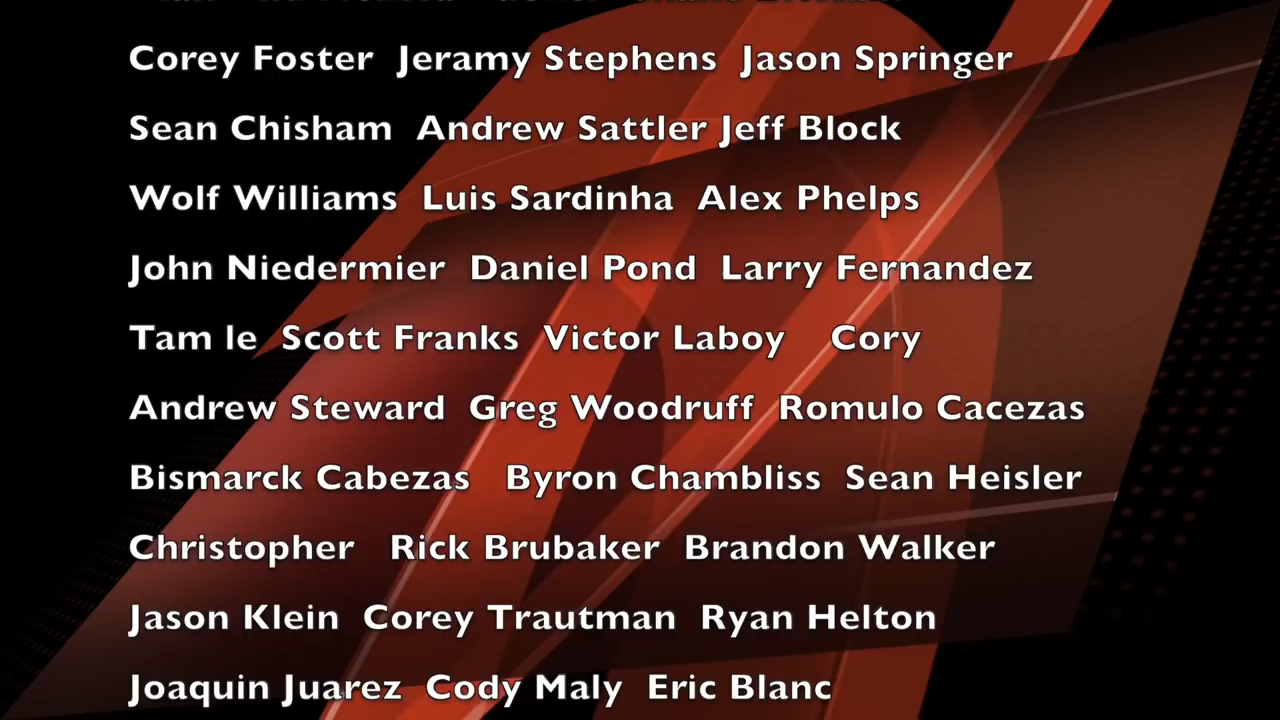 Corey Foster Jeramy Stephens Jason Springer
Sean Chisham Andrew Sattler Jeff Block
Wolf Williams Luis Sardinha Alex Phelps
John Niedermier Daniel Pond Larry Fernandez
Tam le Scott Franks Victor Laboy Cory
Andrew Steward Greg Woodruff Romulo Cacezas
Bismarck Cabezas Byron Chambliss Sean Heisler
Christopher Rick Brubaker Brandon Walker
Jason Klein Corey Trautman Ryan Helton
Joaquin Juarez Cody Maly Eric Blanc